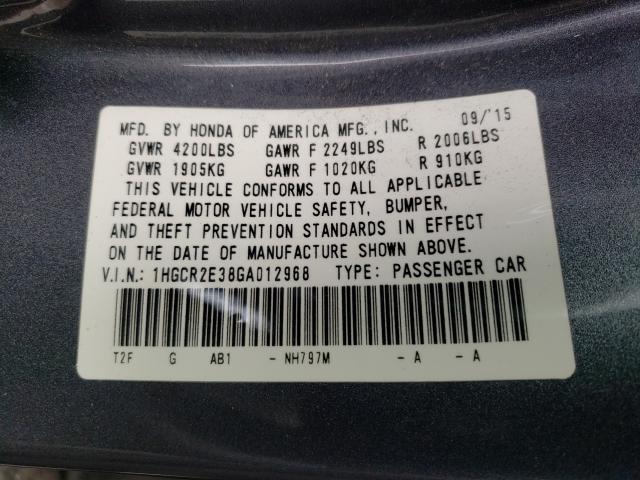 MFD. BY HONDA OF AMERICA MFG., INC. 09/'15
GVWR 4200LBS GAWR F 2249LBS R 2006LBS
GVWR 1905KG GAWR F 1020KG R 910KG
THIS VEHICLE CONFORMS TO ALL APPLICABLE
FEDERAL MOTOR VEHICLE SAFETY, BUMPER,
AND THEFT PREVENTION STANDARDS IN EFFECT
ON THE DATE OF MANUFACTURE SHOWN ABOVE.
V.I.N.: 1HGCR2E38GA012968 TYPE: PASSENGER CAR
T2F G AB1 - NH797M - A - A